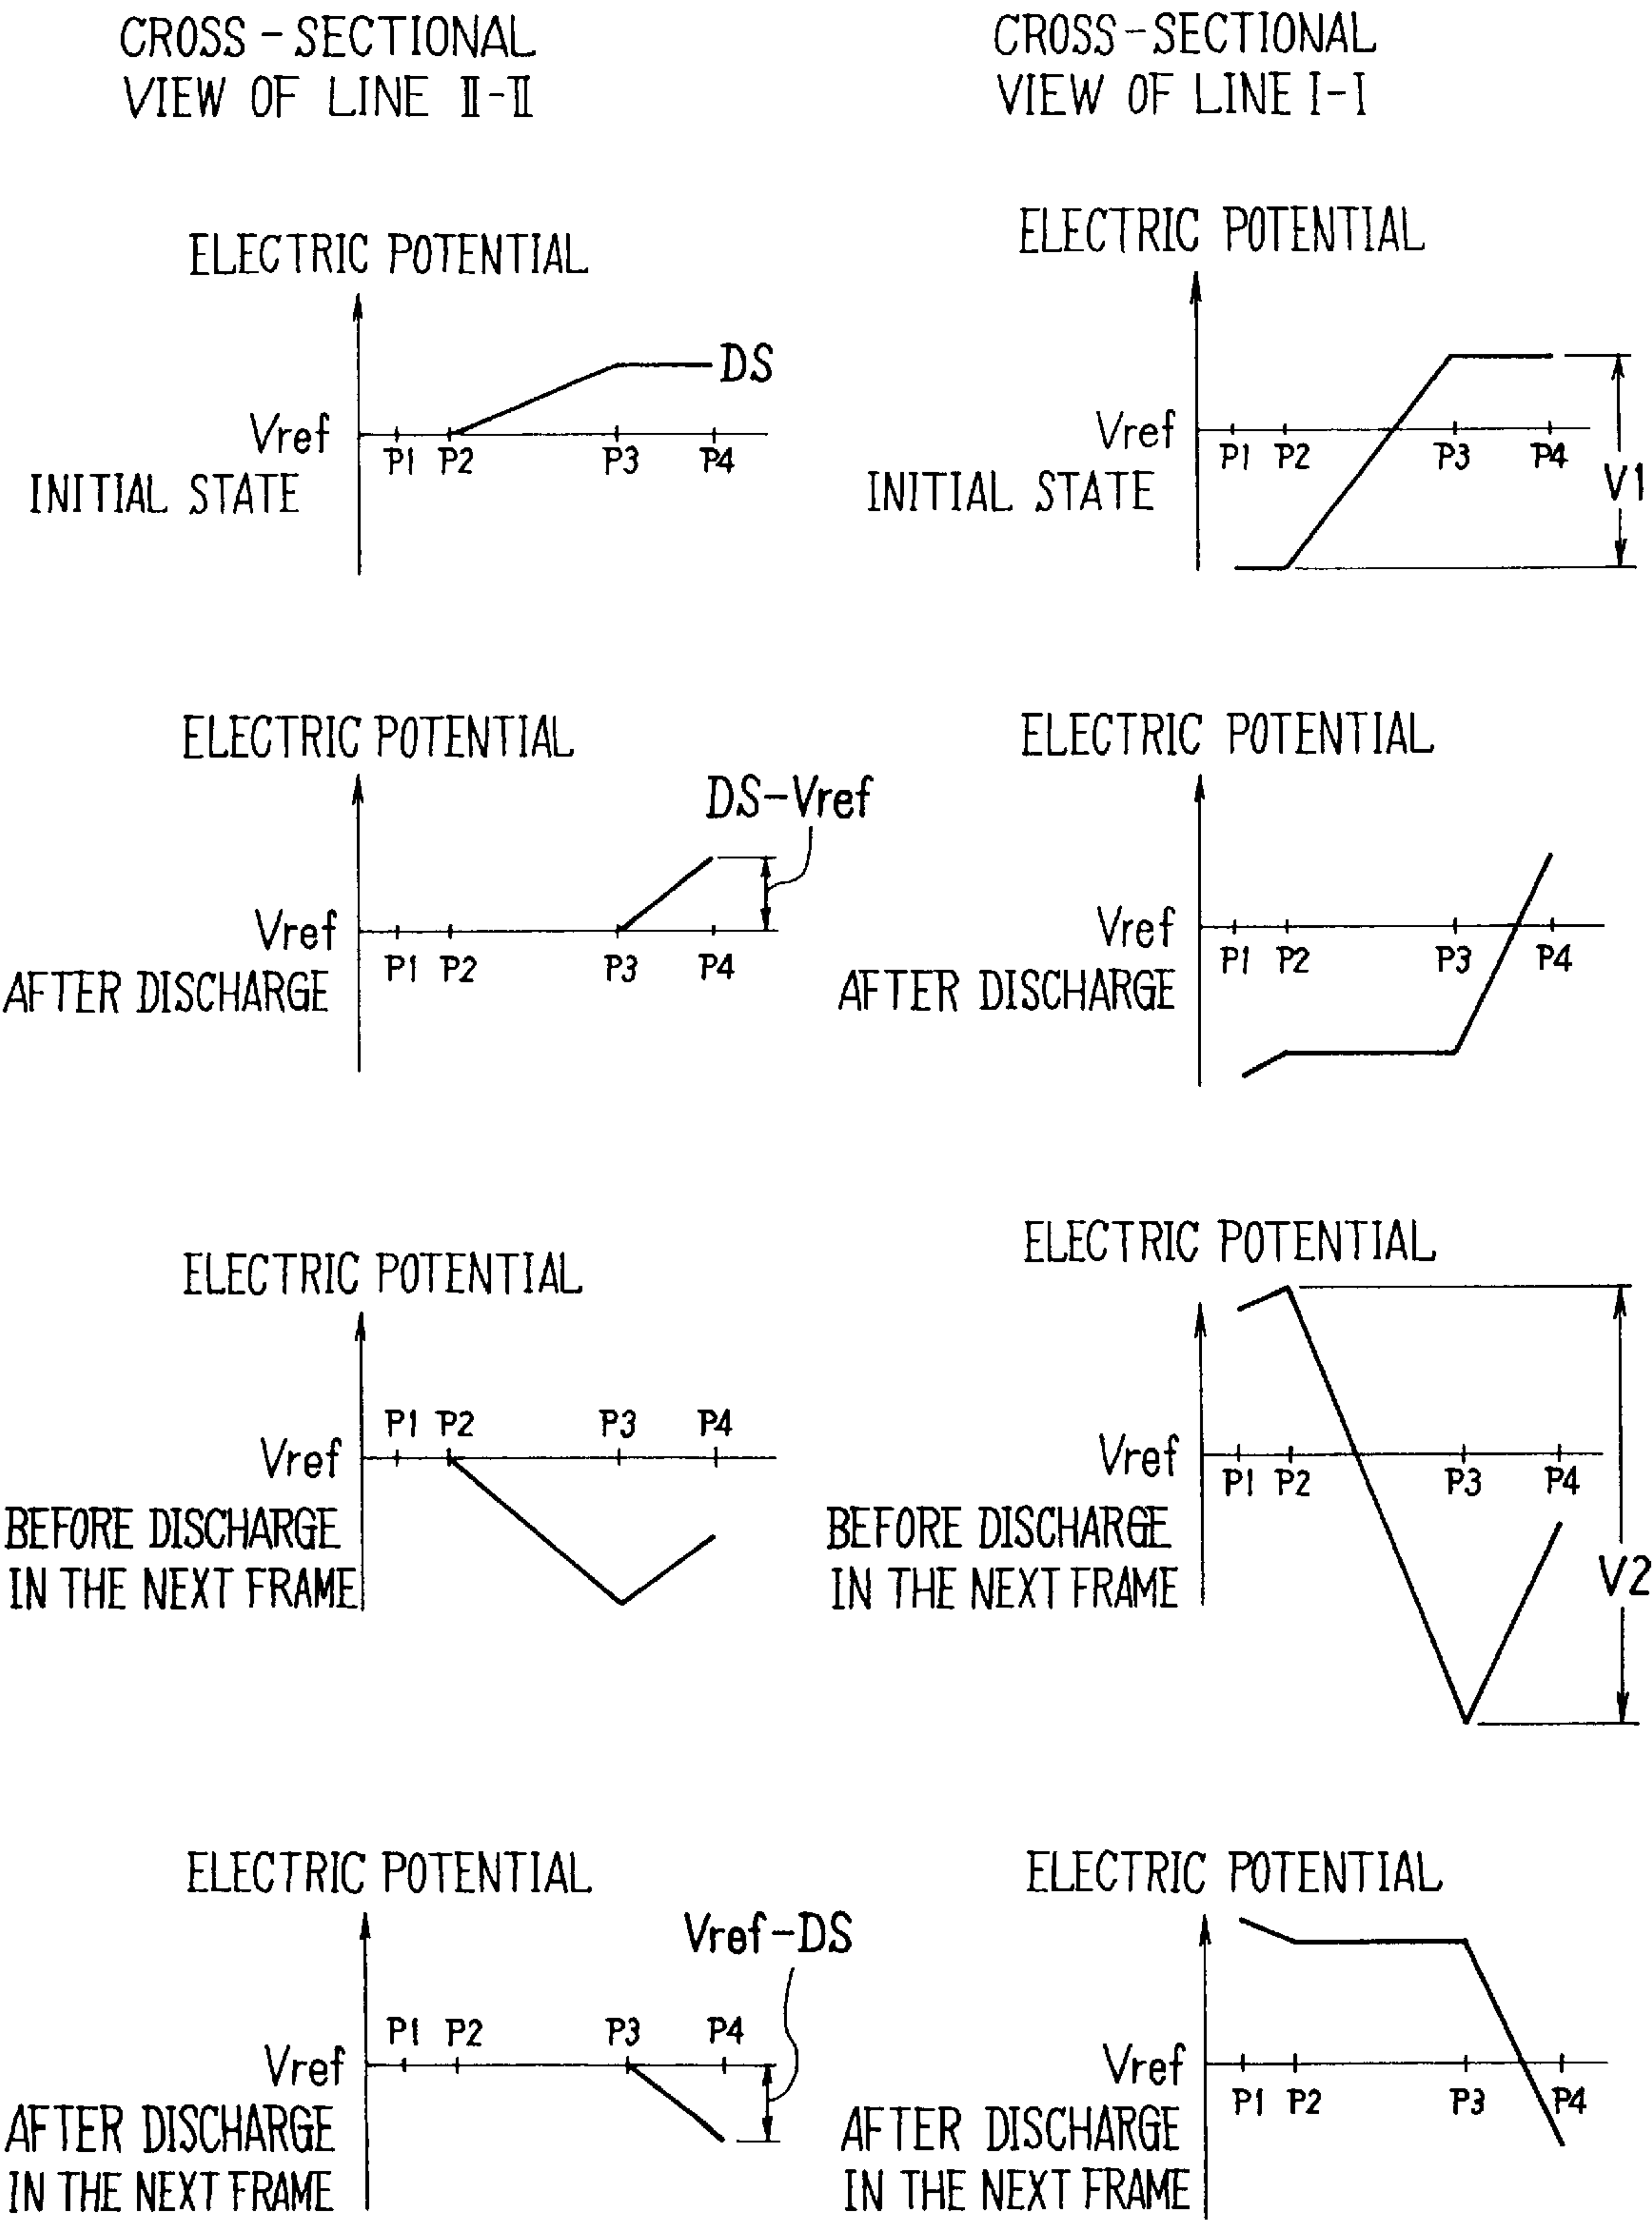 CROSS-SECTIONAL
VIEW OF LINE II-II
CROSS-SECTIONAL
VIEW OF LINE I-I
ELECTRIC POTENTIAL
DS
Vref
P1 P2 P3 P4
INITIAL STATE
ELECTRIC POTENTIAL
Vref
P1 P2 P3 P4
INITIAL STATE
V1
ELECTRIC POTENTIAL
DS-Vref
Vref
P1 P2 P3 P4
AFTER DISCHARGE
ELECTRIC POTENTIAL
Vref
P1 P2 P3 P4
AFTER DISCHARGE
ELECTRIC POTENTIAL
P1 P2 P3 P4
Vref
BEFORE DISCHARGE
IN THE NEXT FRAME
ELECTRIC POTENTIAL
Vref
P1 P2 P3 P4
BEFORE DISCHARGE
IN THE NEXT FRAME
V2
ELECTRIC POTENTIAL
Vref-DS
P1 P2 P3 P4
Vref
AFTER DISCHARGE
IN THE NEXT FRAME
ELECTRIC POTENTIAL
Vref
P1 P2 P3 P4
AFTER DISCHARGE
IN THE NEXT FRAME